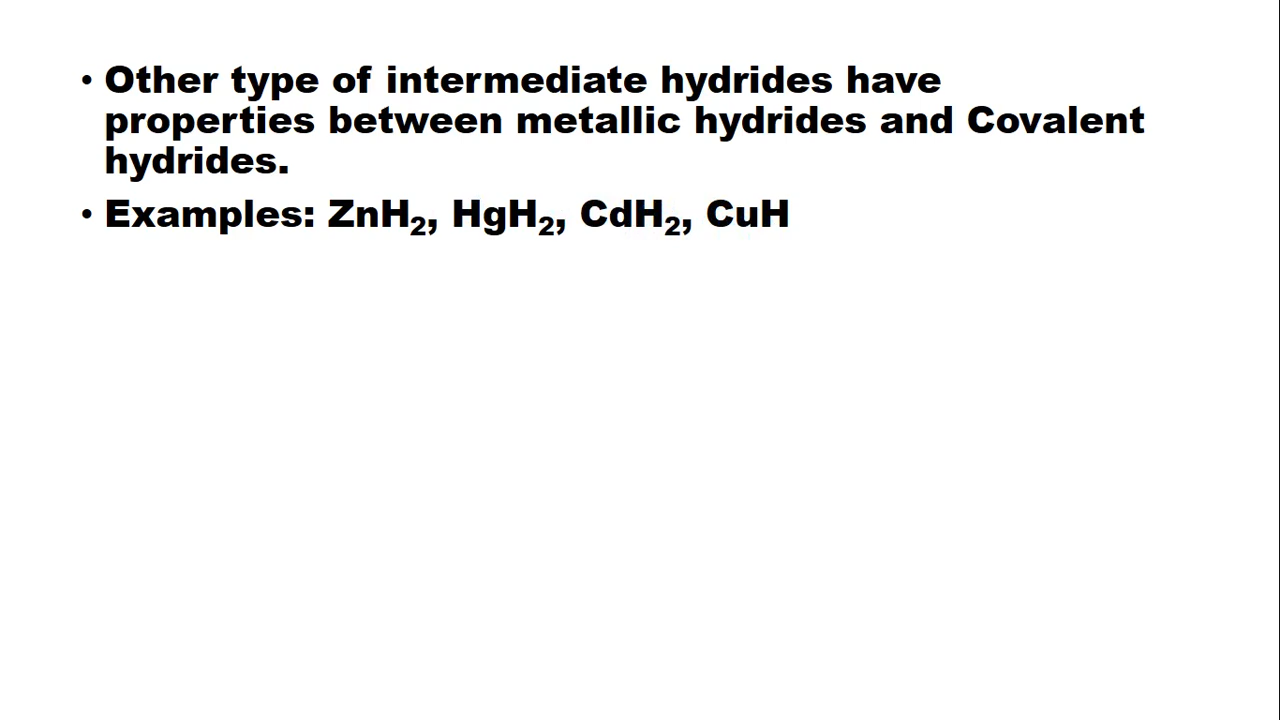 • Other type of intermediate hydrides have
properties between metallic hydrides and Covalent
hydrides.
• Examples: ZnH₂, HgH₂, CdH₂, CuH